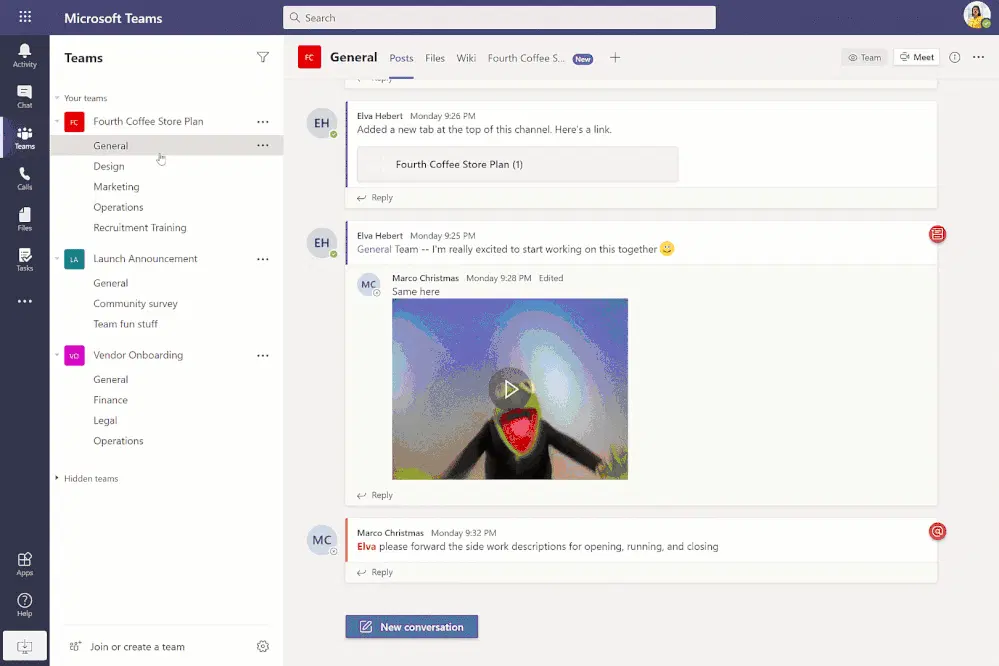 Microsoft Teams
Search
Activity
Chat
Teams
Calls
Files
Tasks
Apps
Help
Teams
Your teams
FC Fourth Coffee Store Plan
General
Design
Marketing
Operations
Recruitment Training
LA Launch Announcement
General
Community survey
Team fun stuff
VO Vendor Onboarding
General
Finance
Legal
Operations
Hidden teams
Join or create a team
FC General Posts Files Wiki Fourth Coffee S... New Team Meet
Reply
EH Elva Hebert Monday 9:26 PM
Added a new tab at the top of this channel. Here's a link.
Fourth Coffee Store Plan (1)
Reply
EH Elva Hebert Monday 9:25 PM
General Team -- I'm really excited to start working on this together
MC Marco Christmas Monday 9:28 PM Edited
Same here
Reply
MC Marco Christmas Monday 9:32 PM
Elva please forward the side work descriptions for opening, running, and closing
Reply
New conversation